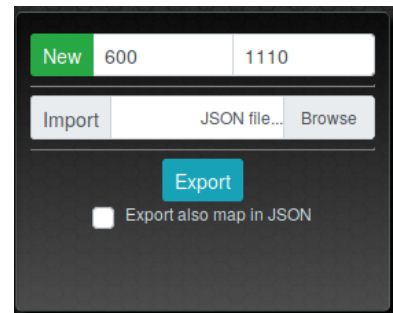 New 600 1110
Import JSON file... Browse
Export
Export also map in JSON